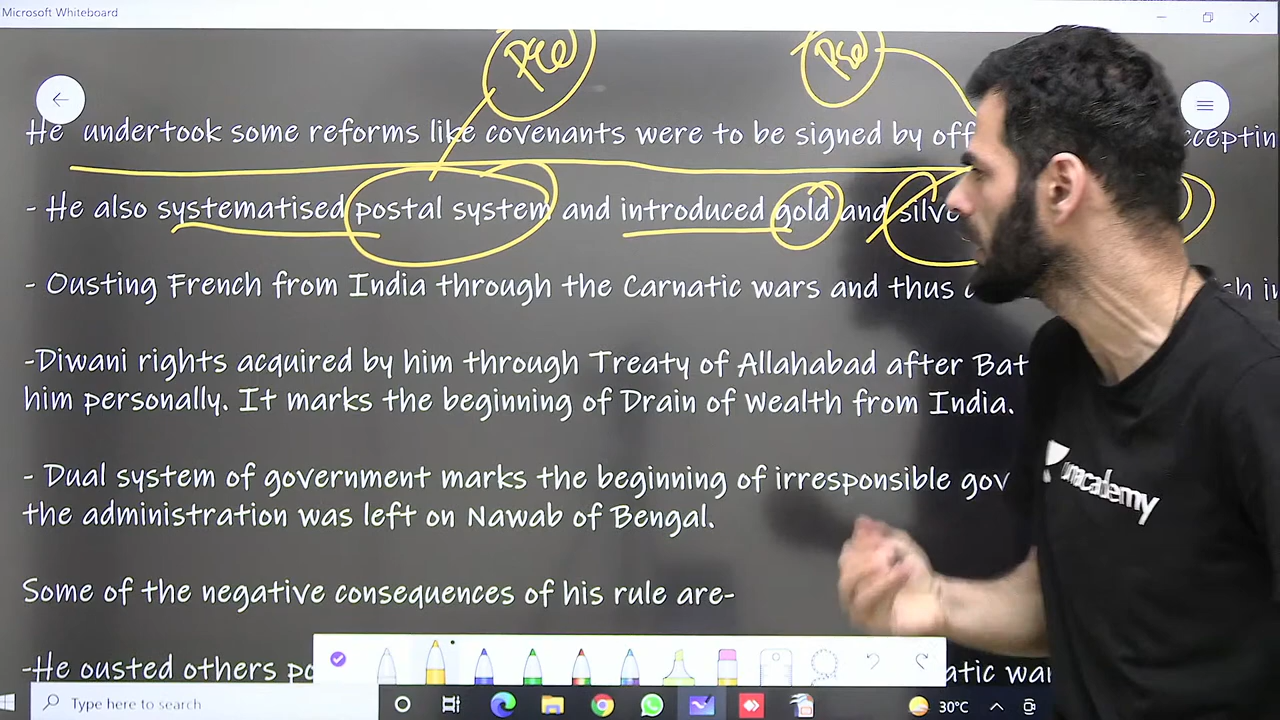 Microsoft Whiteboard
He undertook some reforms like covenants were to be signed by
- He also systematised postal system and introduced gold and
- Ousting French from India through the Carnatic wars and thus
-Diwani rights acquired by him through Treaty of Allahabad after
him personally. It marks the beginning of Drain of Wealth from India.
- Dual system of government marks the beginning of irresponsible
the administration was left on Nawab of Bengal.
Some of the negative consequences of his rule are-
-He ousted others
unacademy
Type here to search
30°C